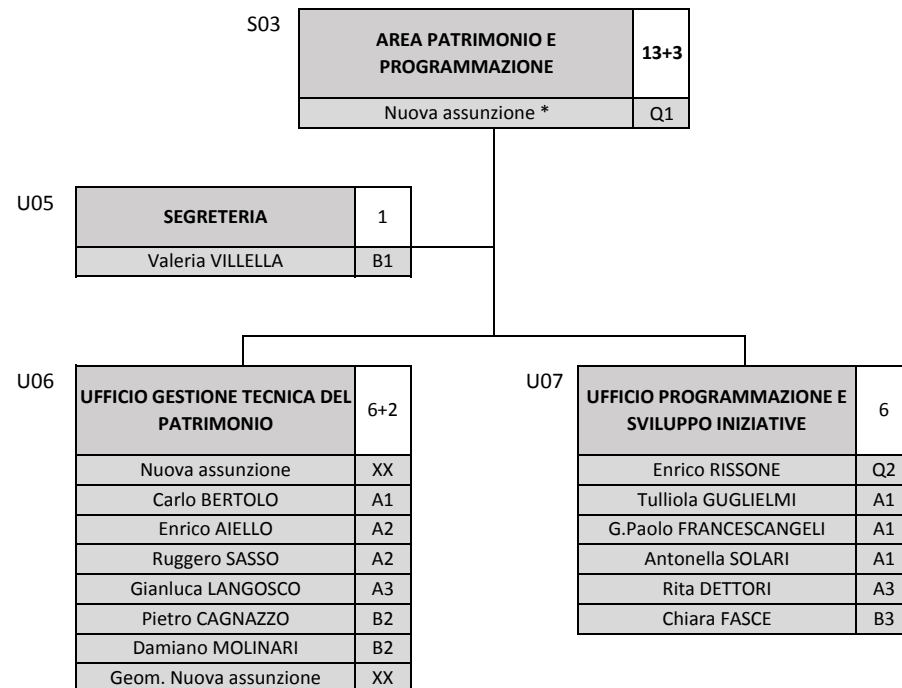 S03
AREA PATRIMONIO E
PROGRAMMAZIONE
13+3
Nuova assunzione * Q1
U05
SEGRETERIA 1
Valeria VILLELLA B1
U06
UFFICIO GESTIONE TECNICA DEL
PATRIMONIO
6+2
Nuova assunzione XX
Carlo BERTOLO A1
Enrico AIELLO A2
Ruggero SASSO A2
Gianluca LANGOSCO A3
Pietro CAGNAZZO B2
Damiano MOLINARI B2
Geom. Nuova assunzione XX
U07
UFFICIO PROGRAMMAZIONE E
SVILUPPO INIZIATIVE
6
Enrico RISSONE Q2
Tulliola GUGLIELMI A1
G.Paolo FRANCESCANGELI A1
Antonella SOLARI A1
Rita DETTORI A3
Chiara FASCE B3